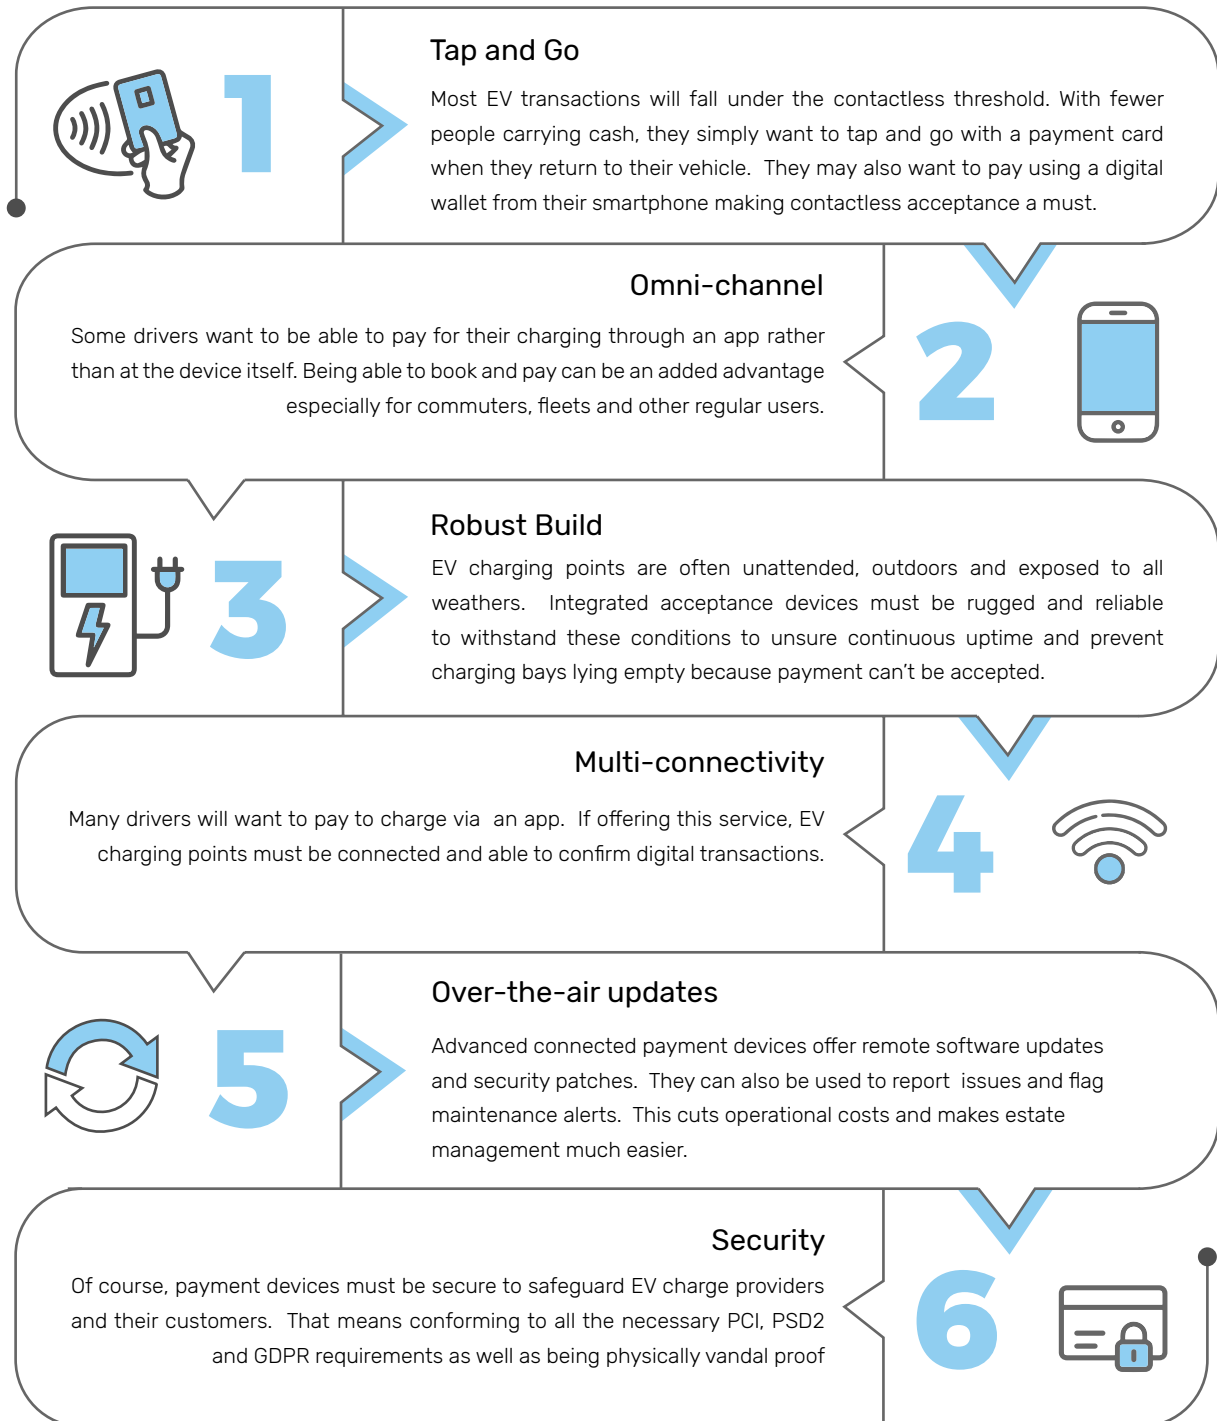 1
Tap and Go
Most EV transactions will fall under the contactless threshold. With fewer
people carrying cash, they simply want to tap and go with a payment card
when they return to their vehicle.  They may also want to pay using a digital
wallet from their smartphone making contactless acceptance a must.
Omni-channel
Some drivers want to be able to pay for their charging through an app rather
than at the device itself. Being able to book and pay can be an added advantage
especially for commuters, fleets and other regular users.
2
3
Robust Build
EV charging points are often unattended, outdoors and exposed to all
weathers.  Integrated acceptance devices must be rugged and reliable
to withstand these conditions to unsure continuous uptime and prevent
charging bays lying empty because payment can't be accepted.
Multi-connectivity
Many drivers will want to pay to charge via  an app.  If offering this service, EV
charging points must be connected and able to confirm digital transactions.
4
5
Over-the-air updates
Advanced connected payment devices offer remote software updates
and security patches.  They can also be used to report  issues and flag
maintenance alerts.  This cuts operational costs and makes estate
management much easier.
Security
Of course, payment devices must be secure to safeguard EV charge providers
and their customers.  That means conforming to all the necessary PCI, PSD2
and GDPR requirements as well as being physically vandal proof
6